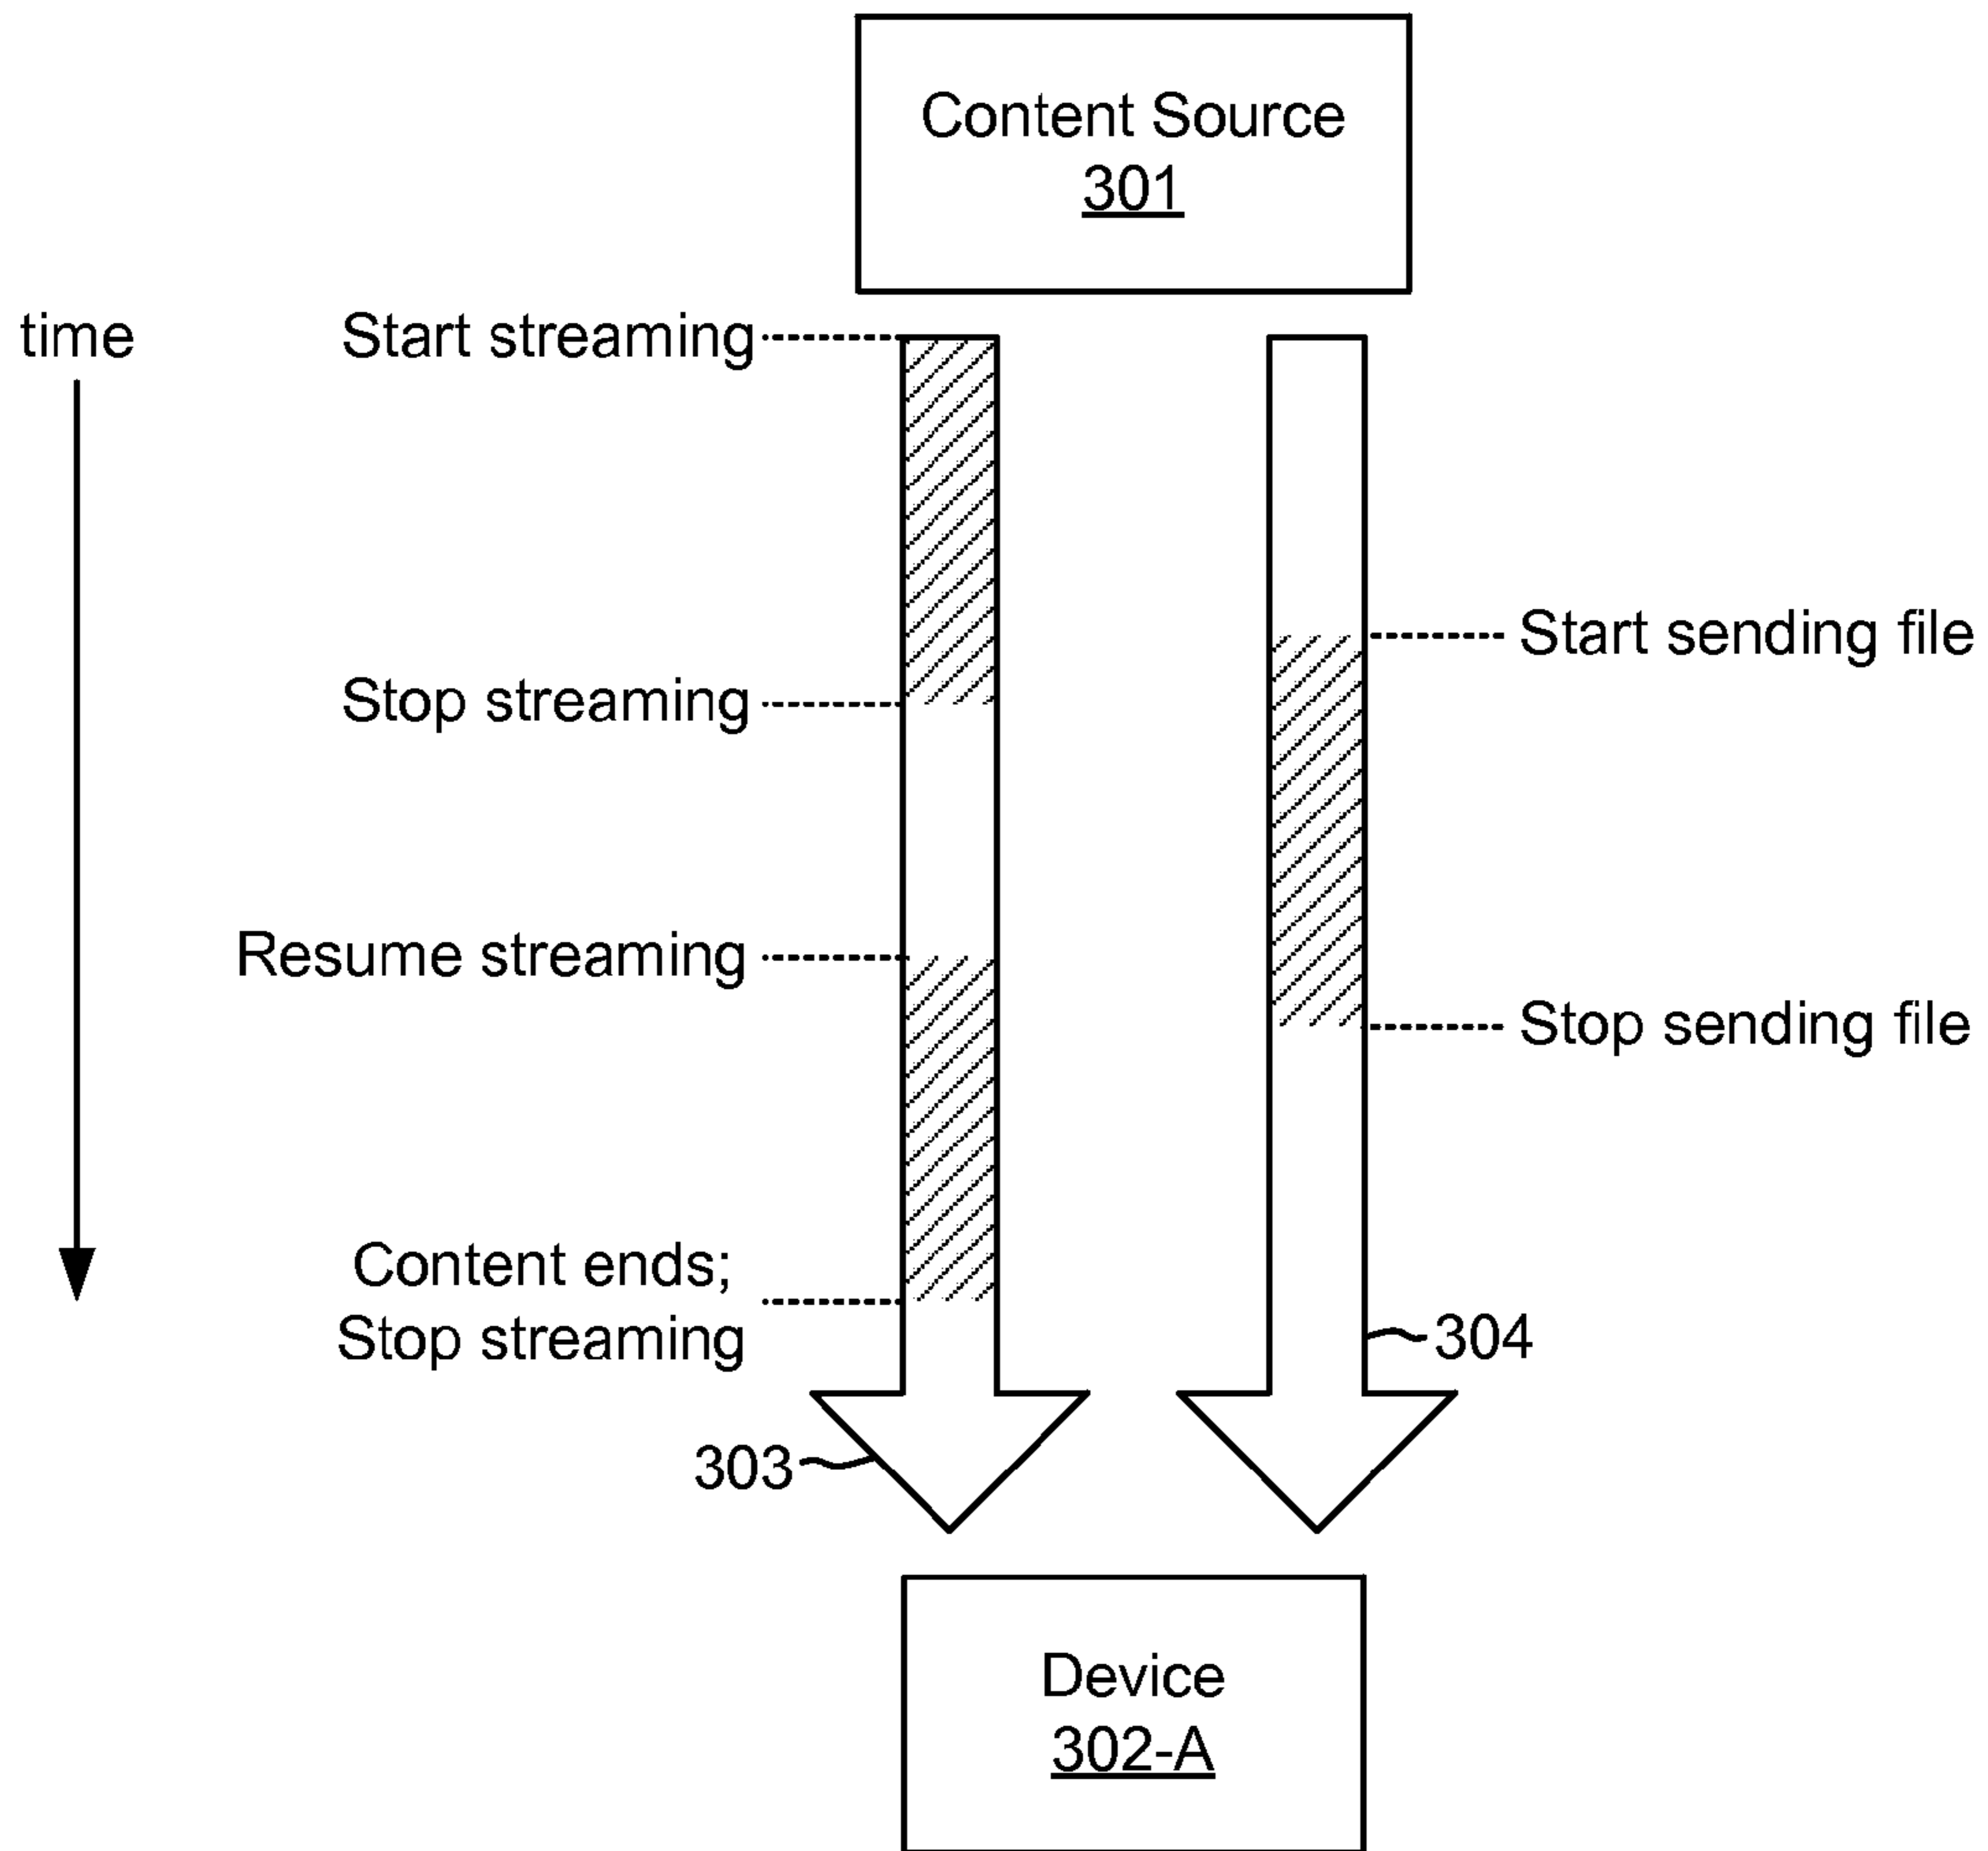 Content Source
301
time
Start streaming
Start sending file
Stop streaming
Resume streaming
Stop sending file
Content ends;
Stop streaming
304
303
Device
302-A